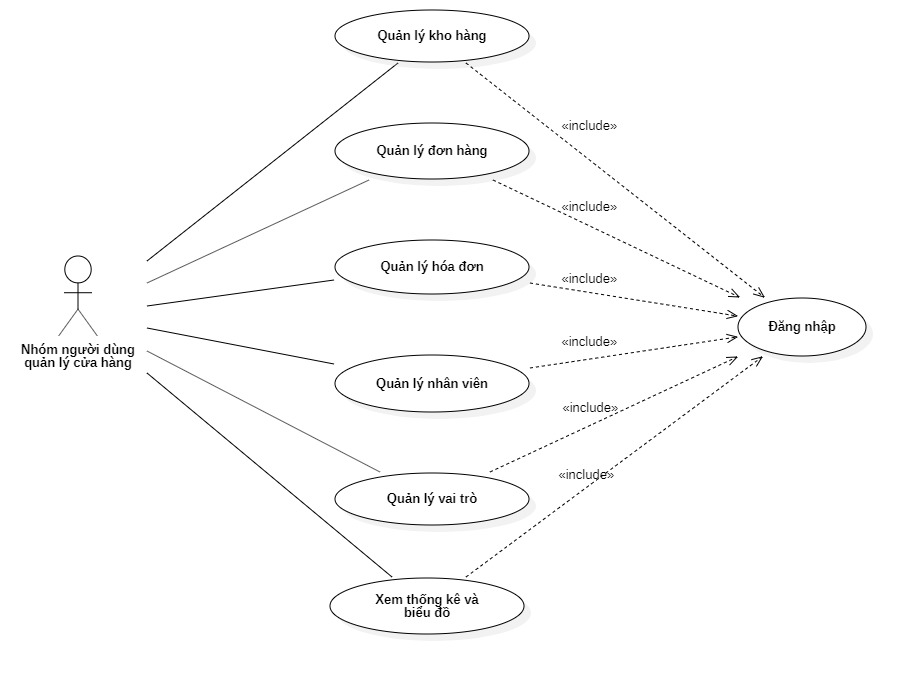 Quản lý kho hàng
«include»
Quản lý đơn hàng
«include»
Quản lý hóa đơn
«include»
Đăng nhập
Nhóm người dùng
quản lý cửa hàng
«include»
Quản lý nhân viên
«include»
Quản lý vai trò
«include»
Xem thống kê và
biểu đồ